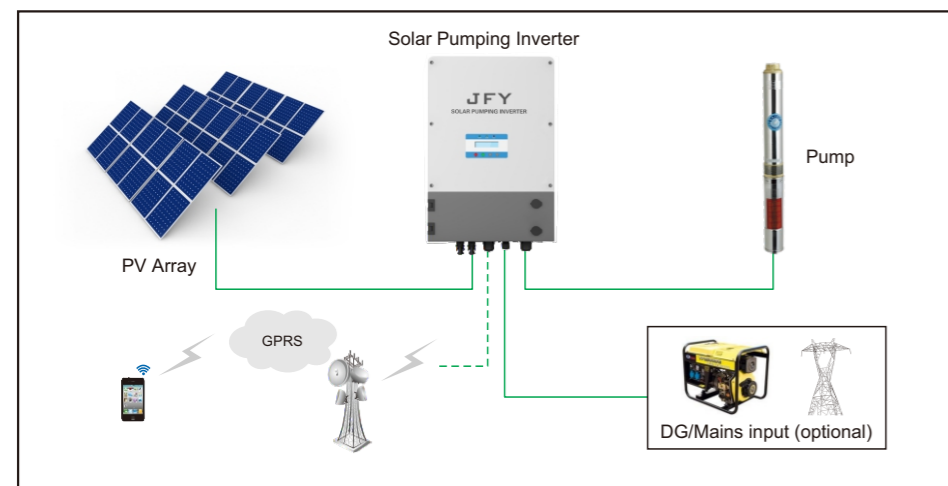 Solar Pumping Inverter
JFY
SOLAR PUMPING INVERTER
Pump
PV Array
GPRS
DG/Mains input (optional)